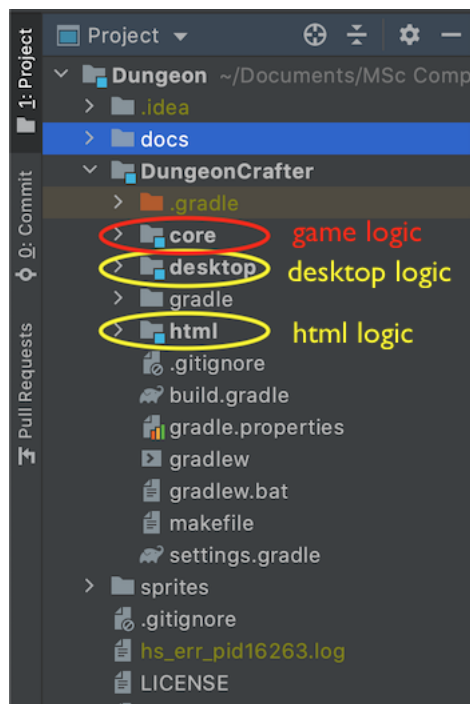 1: Project
0: Commit
Pull Requests
Project
Dungeon ~/Documents/MSc Comp
.idea
docs
DungeonCrafter
.gradle
core game logic
desktop desktop logic
gradle
html html logic
.gitignore
build.gradle
gradle.properties
gradlew
gradlew.bat
makefile
settings.gradle
sprites
.gitignore
hs_err_pid16263.log
LICENSE